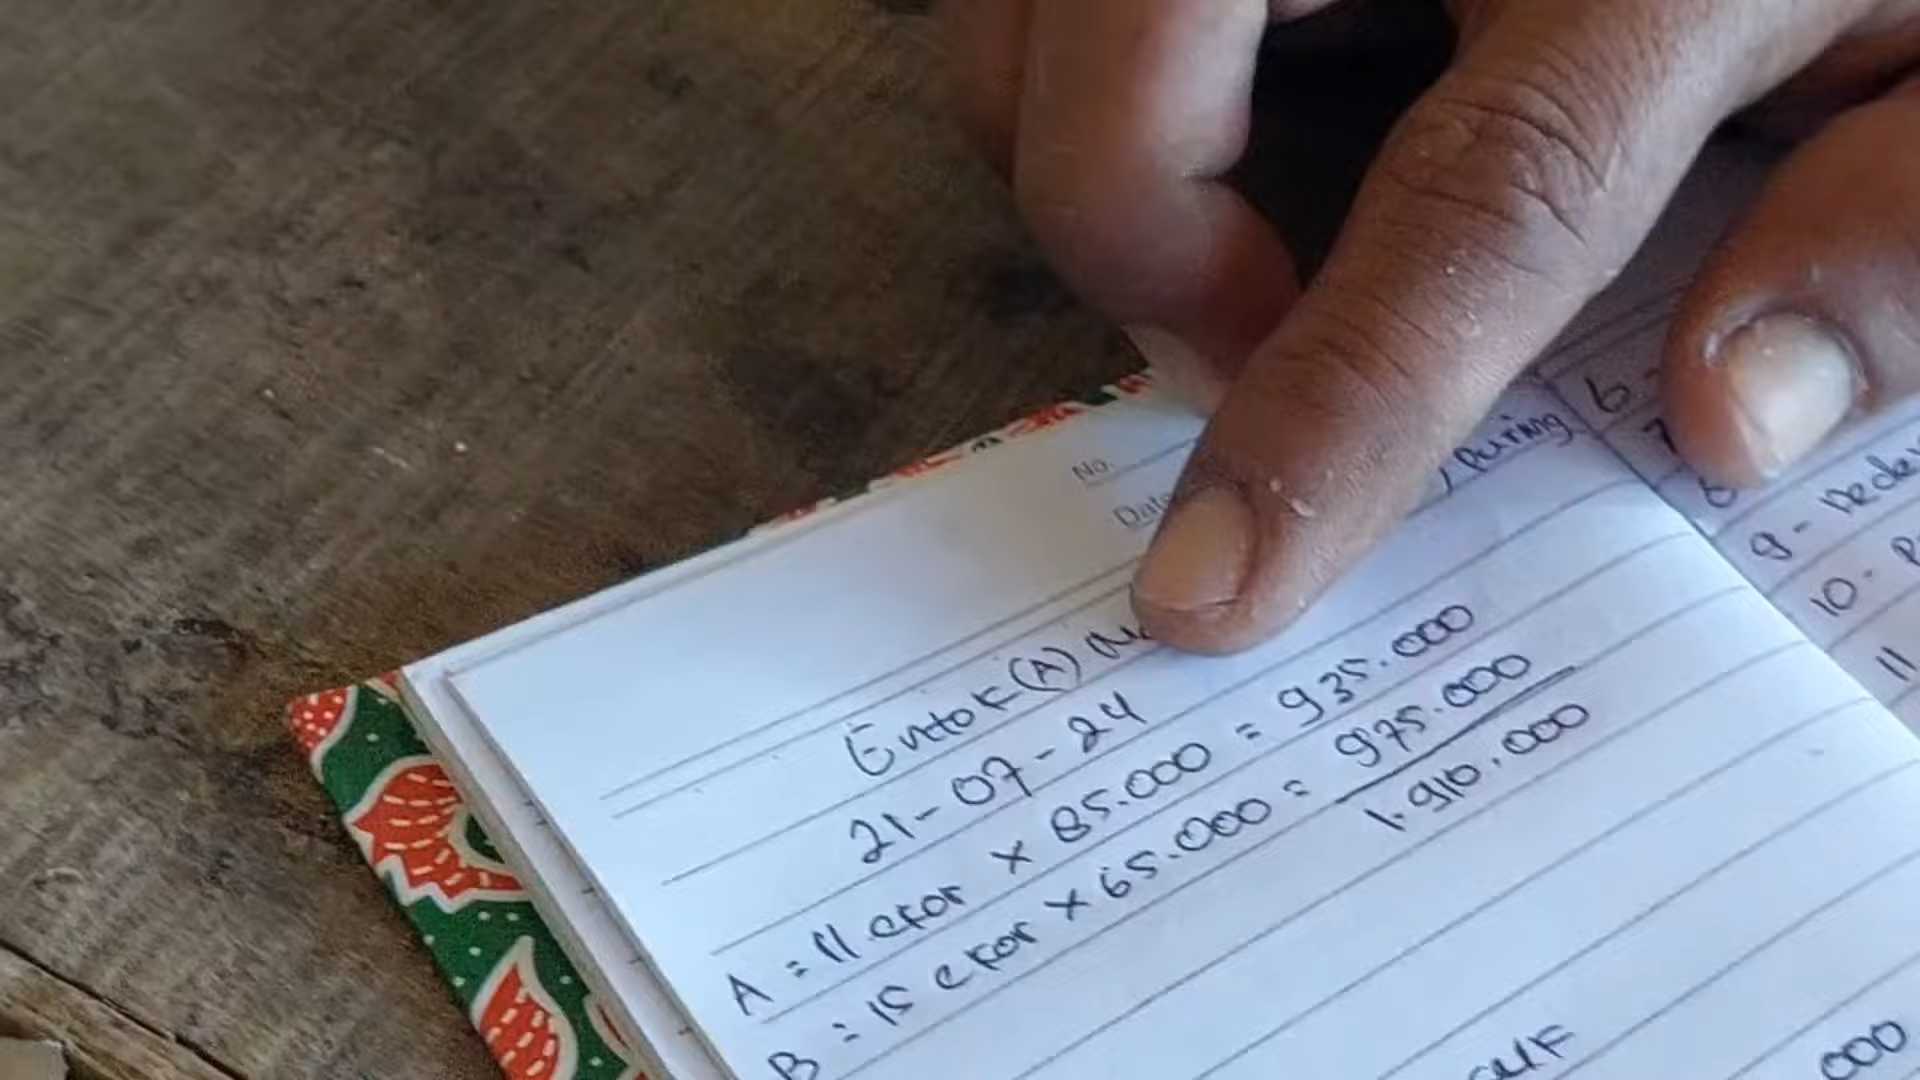 No.
Date
Entok (A)
21-07-24
A = 11 ekor x 85.000 = 935.000
B = 15 ekor x 65.000 = 975.000
1.910.000
000
Puring
6-
7
8
9-
10-
11